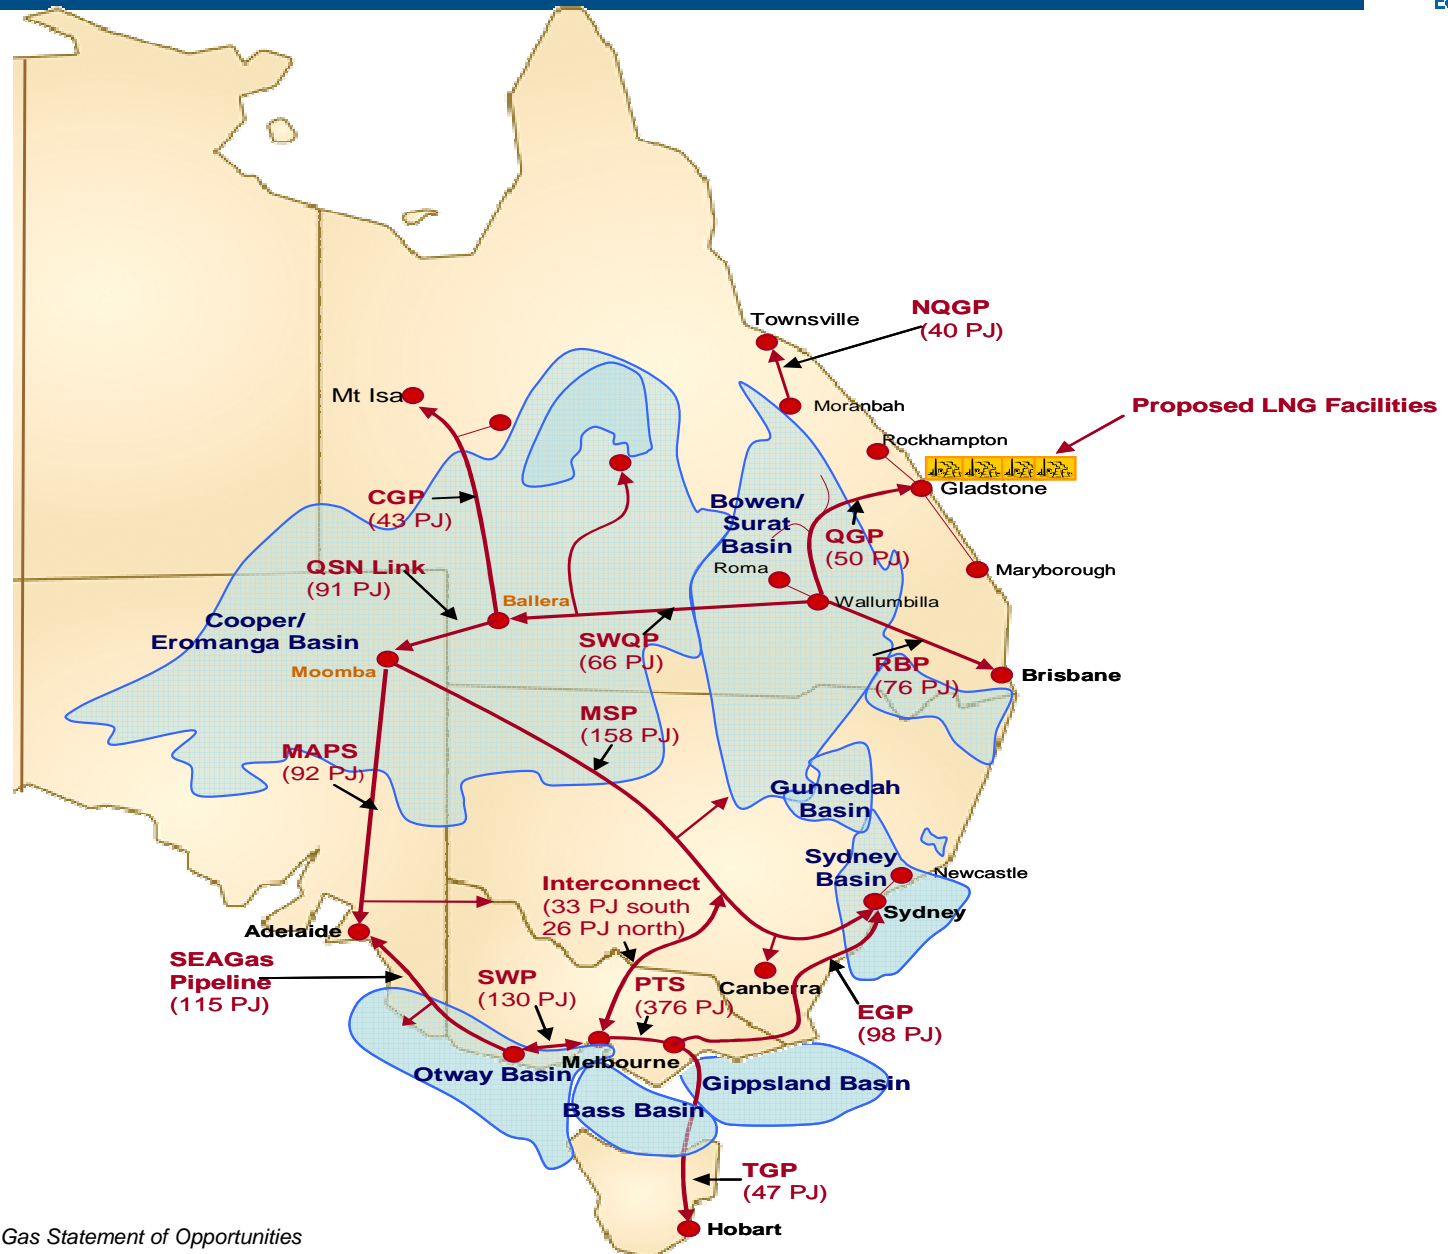 Townsville
NQGP
(40 PJ)
Mt Isa
Moranbah
Proposed LNG Facilities
Rockhampton
Gladstone
CGP
(43 PJ)
Bowen/
Surat
Basin
QGP
(50 PJ)
Roma
Maryborough
QSN Link
(91 PJ)
Ballera
Wallumbilla
Cooper/
Eromanga Basin
SWQP
(66 PJ)
RBP
(76 PJ)
Moomba
Brisbane
MSP
(158 PJ)
MAPS
(92 PJ)
Gunnedah
Basin
Sydney
Basin
Newcastle
Interconnect
(33 PJ south
26 PJ north)
Sydney
Adelaide
SEAGas
Pipeline
(115 PJ)
SWP
(130 PJ)
PTS
(376 PJ)
Canberra
EGP
(98 PJ)
Melbourne
Otway Basin
Gippsland Basin
Bass Basin
TGP
(47 PJ)
Hobart
Gas Statement of Opportunities